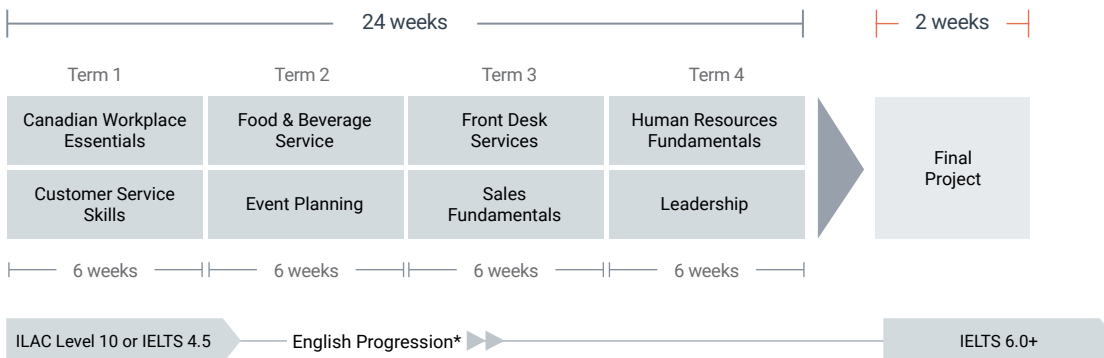 24 weeks
2 weeks
Term 1
Term 2
Term 3
Term 4
Canadian Workplace
Essentials
Food & Beverage
Service
Front Desk
Services
Human Resources
Fundamentals
Final
Project
Customer Service
Skills
Event Planning
Sales
Fundamentals
Leadership
6 weeks
6 weeks
6 weeks
6 weeks
ILAC Level 10 or IELTS 4.5
English Progression*
IELTS 6.0+